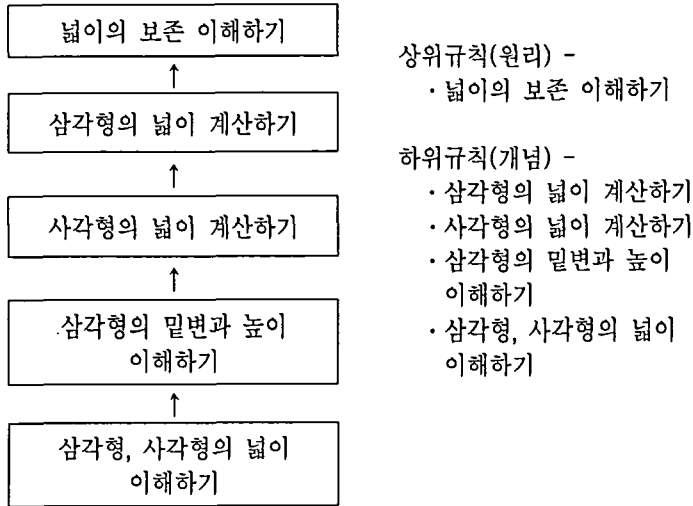 넓이의 보존 이해하기
↑
삼각형의 넓이 계산하기
↑
사각형의 넓이 계산하기
↑
삼각형의 밑변과 높이
이해하기
↑
삼각형, 사각형의 넓이
이해하기
상위규칙(원리) -
· 넓이의 보존 이해하기
하위규칙(개념) -
· 삼각형의 넓이 계산하기
· 사각형의 넓이 계산하기
· 삼각형의 밑변과 높이
이해하기
· 삼각형, 사각형의 넓이
이해하기